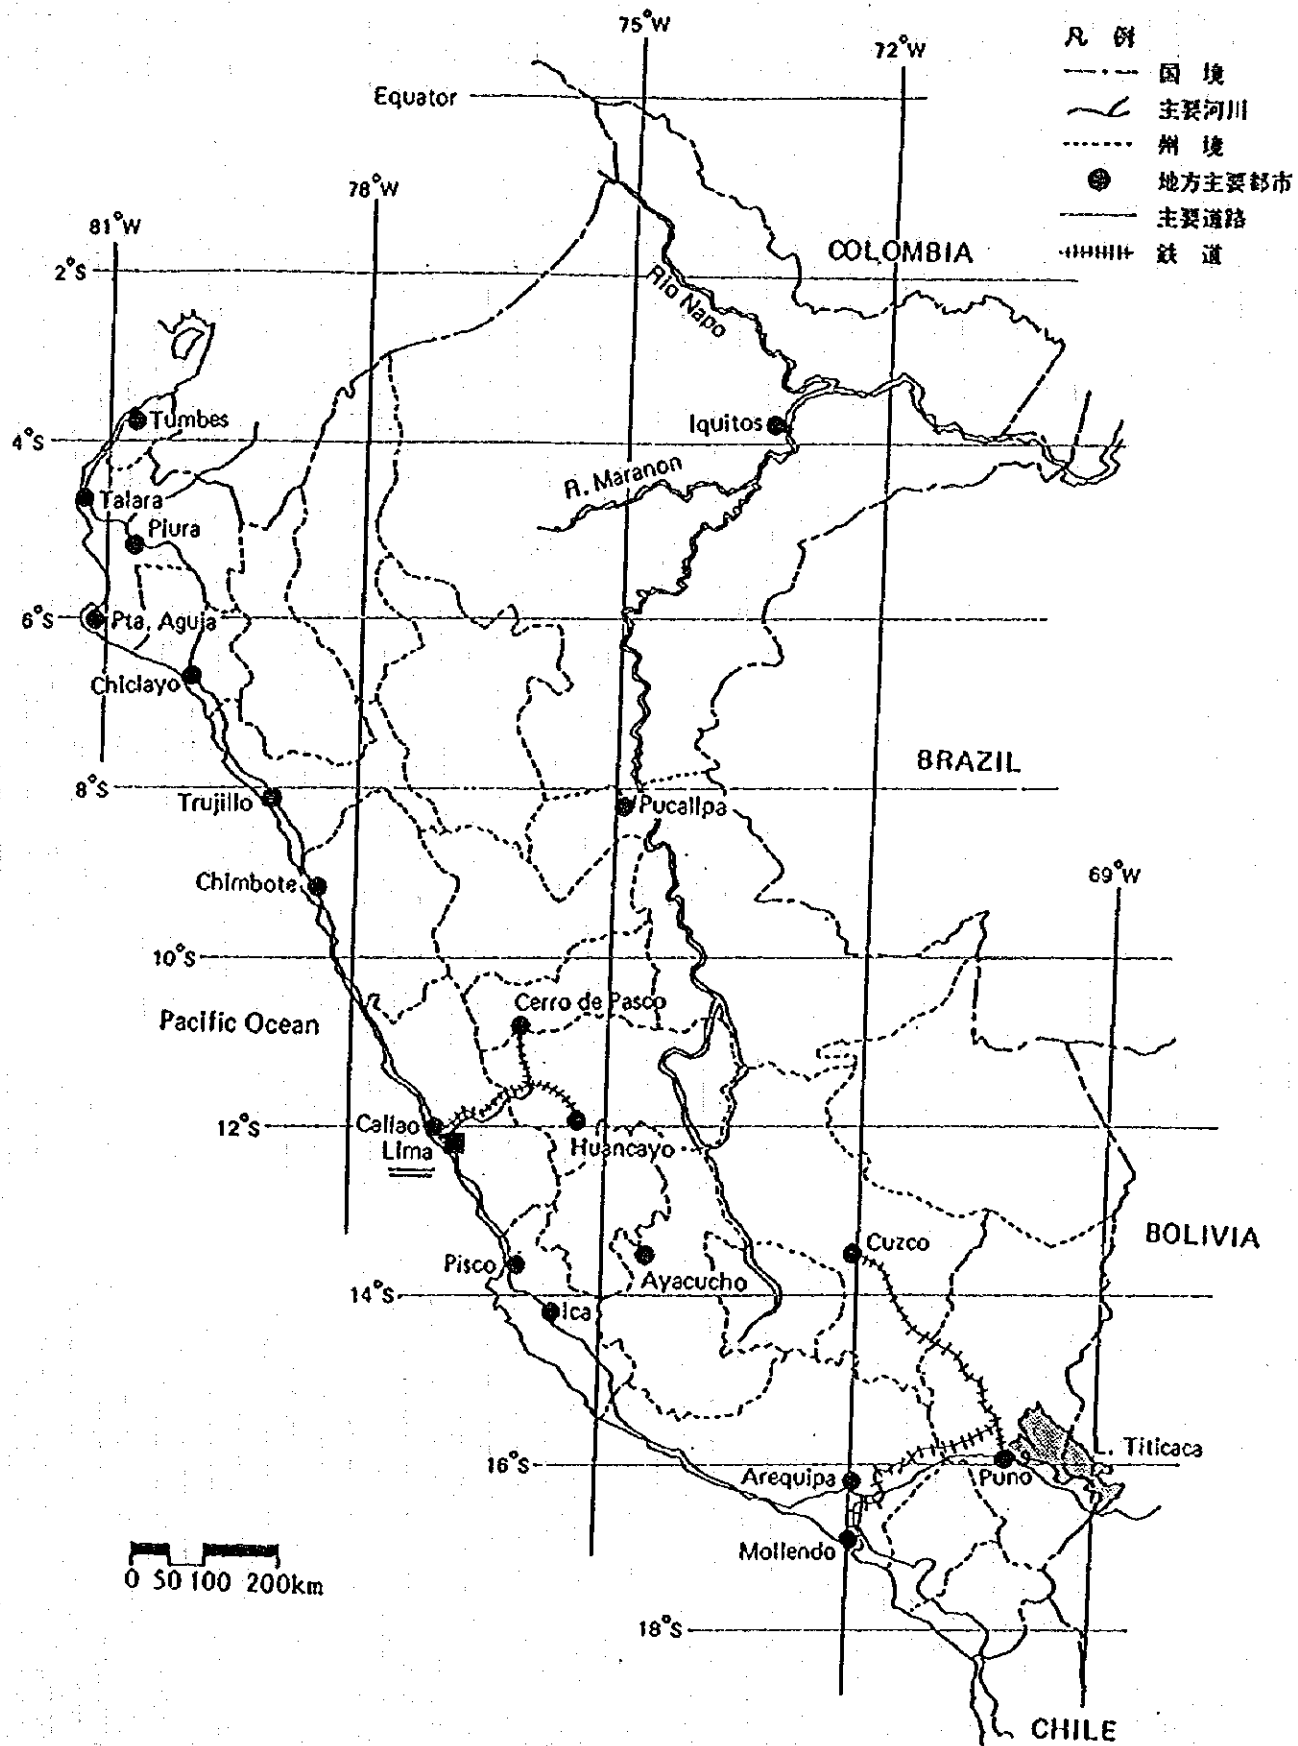 75°W
72°W
凡 例
国 境
主要河川
州 境
地方主要都市
主要道路
鉄 道
Equator
78°W
81°W
COLOMBIA
2°S
Rio Napo
Tumbes
Iquitos
4°S
R. Maranon
Talara
Piura
6°S
Pta. Aguja
Chiclayo
BRAZIL
8°S
Trujillo
Pucallpa
69°W
Chimbote
10°S
Cerro de Pasco
Pacific Ocean
Callao
12°S
Lima
Huancayo
BOLIVIA
Cuzco
Pisco
Ayacucho
14°S
Ica
L. Titicaca
16°S
Arequipa
Puno
Mollendo
0 50 100 200km
18°S
CHILE